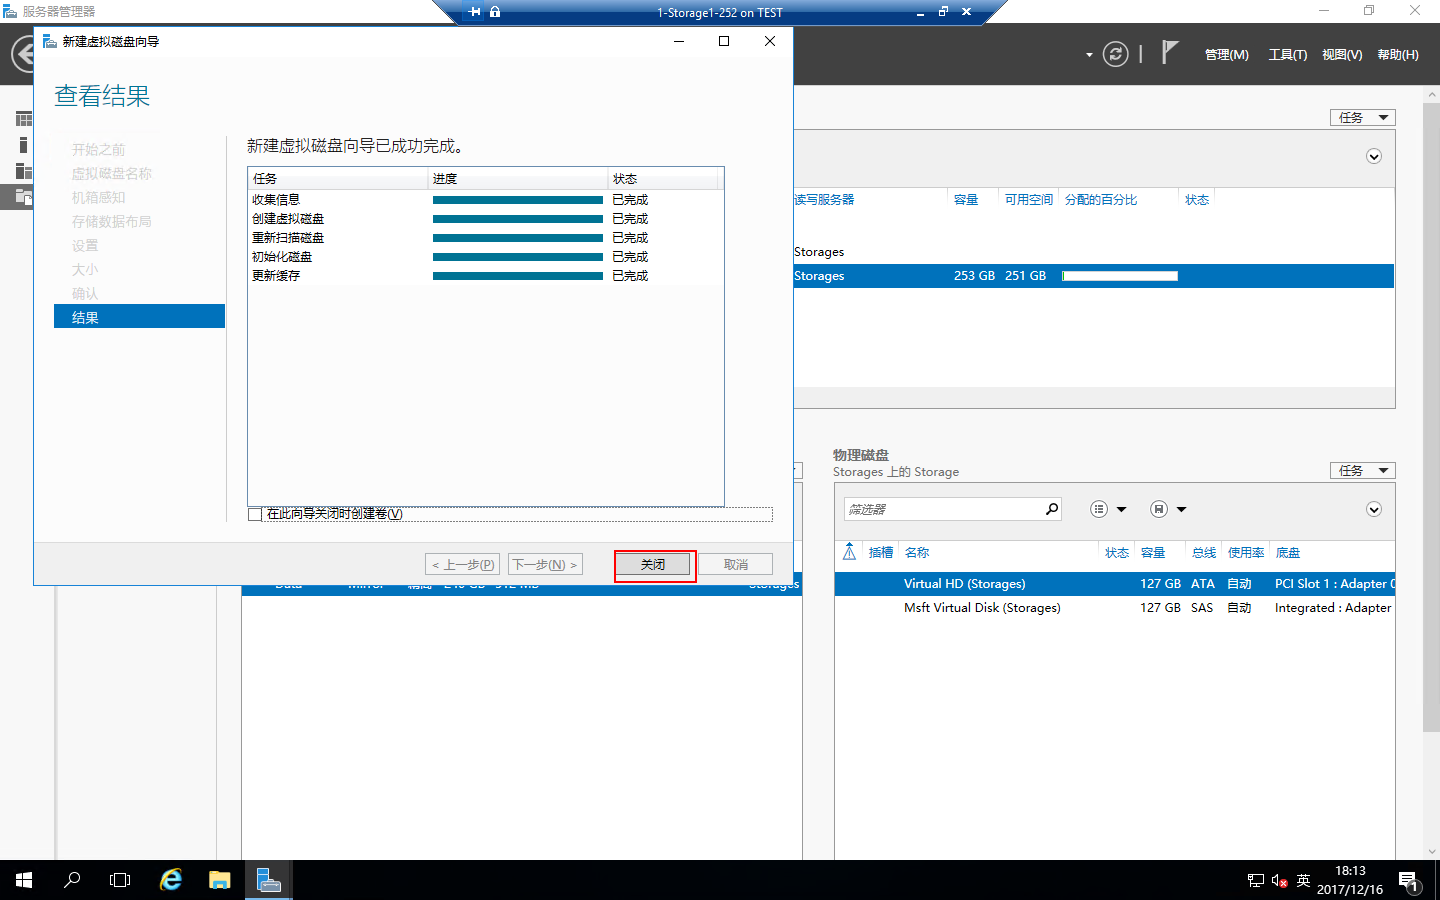 服务器管理器
1-Storage1-252 on TEST
新建虚拟磁盘向导
管理(M) 工具(T) 视图(V) 帮助(H)
查看结果
开始之前
虚拟磁盘名称
机箱感知
存储数据布局
设置
大小
确认
结果
新建虚拟磁盘向导已成功完成。
任务 进度 状态
收集信息 已完成
创建虚拟磁盘 已完成
重新扫描磁盘 已完成
初始化磁盘 已完成
更新缓存 已完成
在此向导关闭时创建卷(V)
< 上一步(P) 下一步(N) > 关闭 取消
任务
读写服务器 容量 可用空间 分配的百分比 状态
Storages
Storages 253 GB 251 GB
物理磁盘
Storages 上的 Storage
任务
筛选器
插槽 名称 状态 容量 总线 使用率 底盘
Virtual HD (Storages) 127 GB ATA 自动 PCI Slot 1 : Adapter 0
Msft Virtual Disk (Storages) 127 GB SAS 自动 Integrated : Adapter
英
18:13
2017/12/16
1